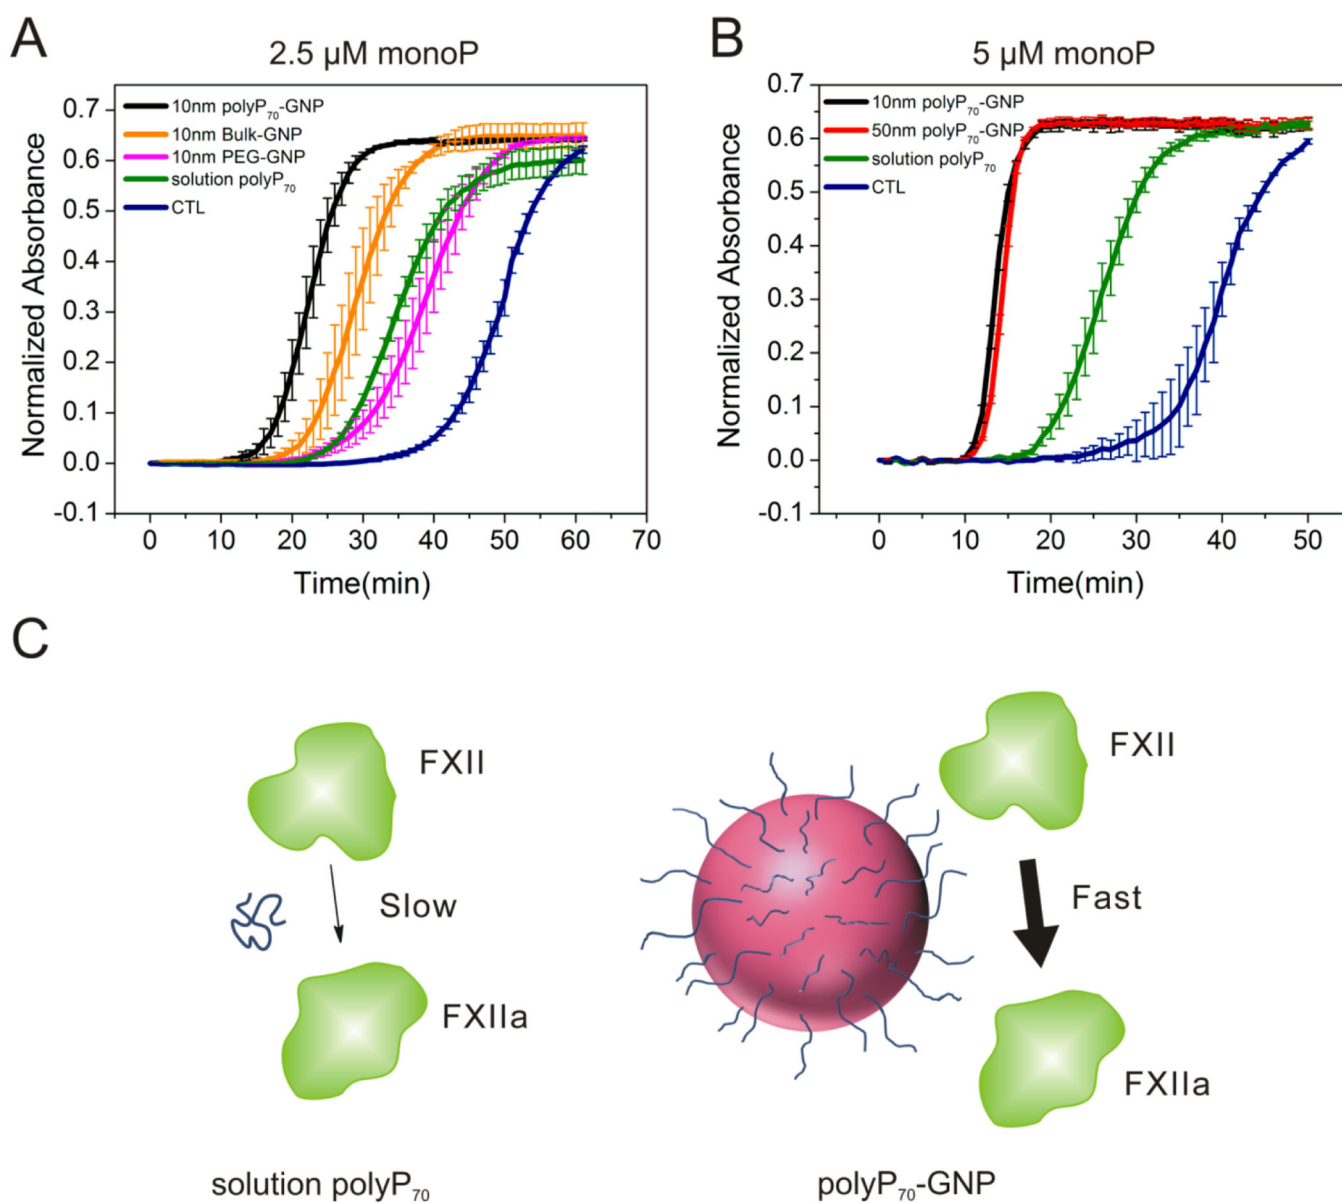 A
2.5 µM monoP
0.7
0.6
0.5
0.4
0.3
0.2
0.1
0.0
-0.1
Normalized Absorbance
10nm polyP₇₀-GNP
10nm Bulk-GNP
10nm PEG-GNP
solution polyP₇₀
CTL
0 10 20 30 40 50 60 70
Time(min)
B
5 µM monoP
0.7
0.6
0.5
0.4
0.3
0.2
0.1
0.0
-0.1
Normalized Absorbance
10nm polyP₇₀-GNP
50nm polyP₇₀-GNP
solution polyP₇₀
CTL
0 10 20 30 40 50
Time(min)
C
FXII
Slow
FXIIa
solution polyP₇₀
FXII
Fast
FXIIa
polyP₇₀-GNP